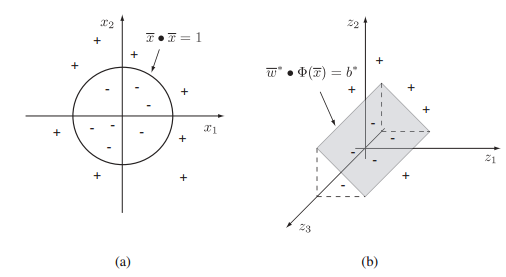 x₂
x̅ • x̅ = 1
x₁
(a)
z₂
w̅* • Φ(x̅) = b*
z₁
z₃
(b)